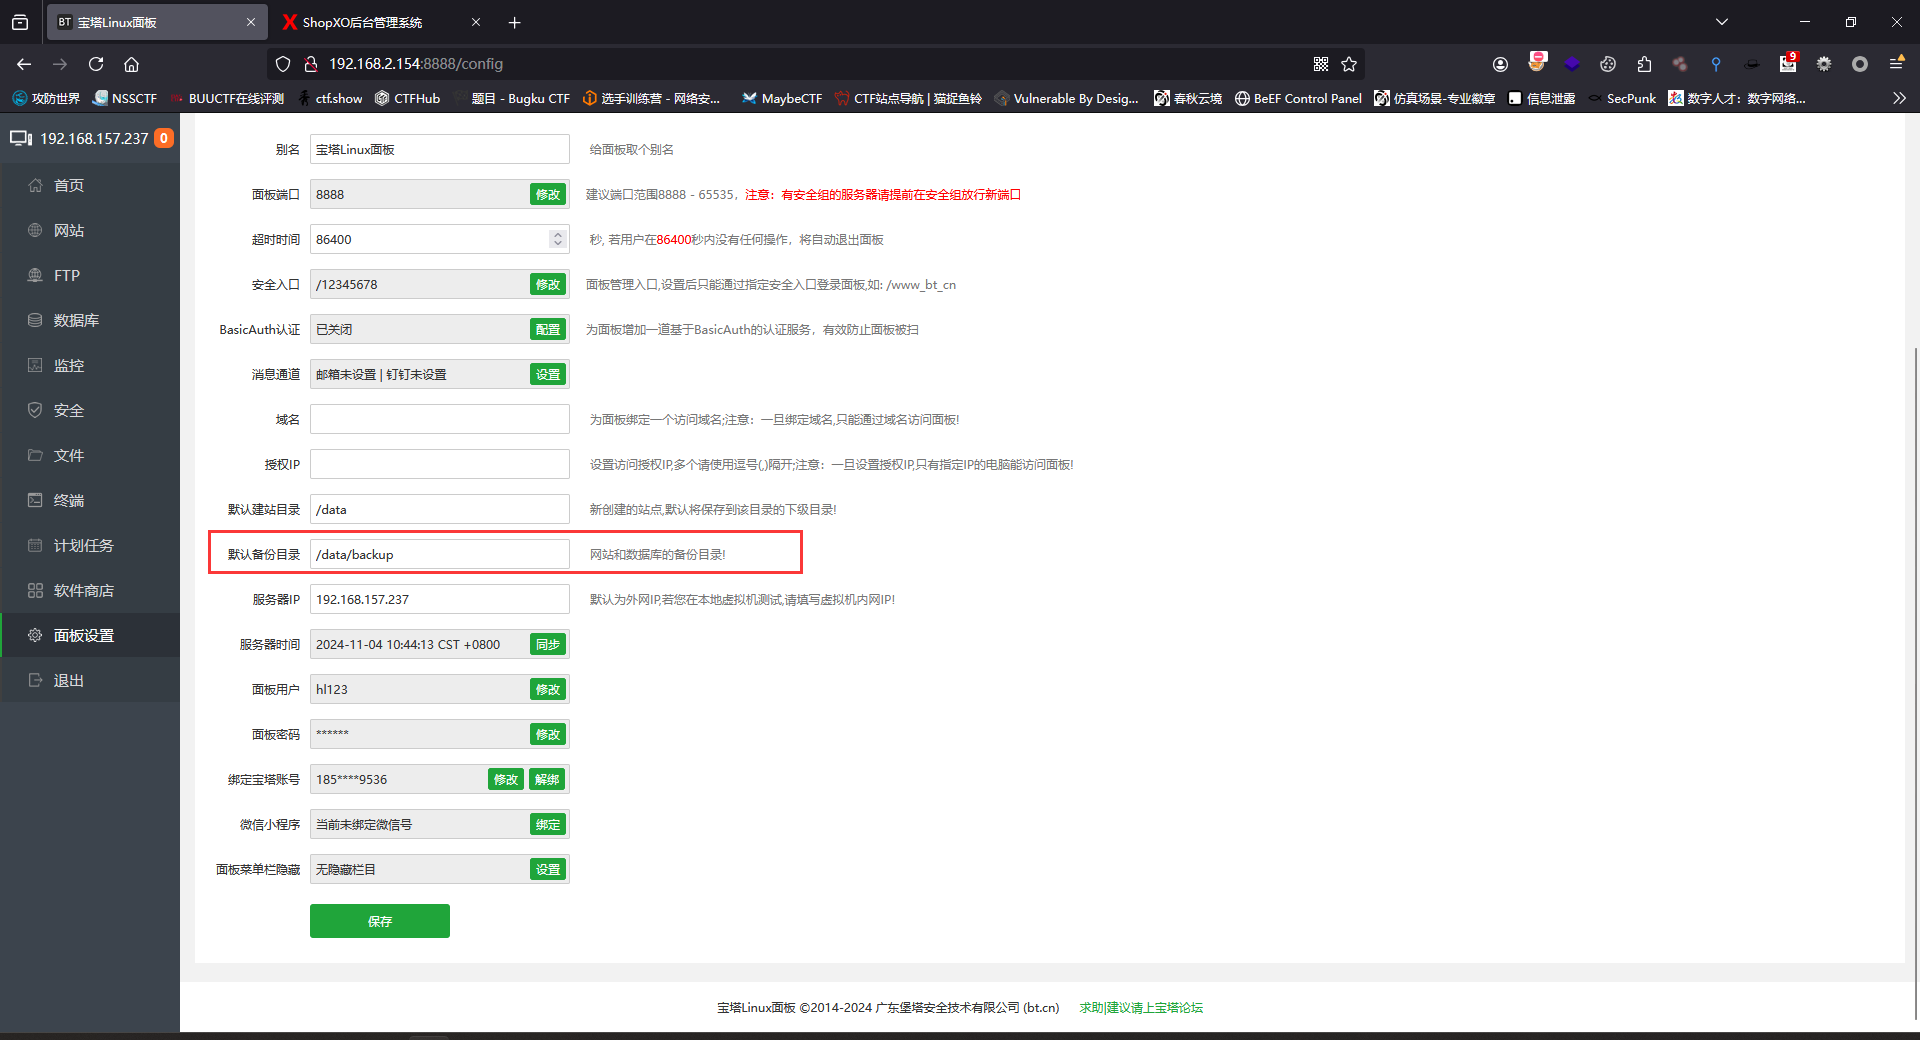 BT 宝塔Linux面板
ShopXO后台管理系统
192.168.2.154:8888/config
9
攻防世界 NSSCTF BUUCTF在线评测 ctf.show CTFHub 题目 - Bugku CTF 选手训练营 - 网络安... MaybeCTF CTF站点导航 | 猫捉鱼铃 Vulnerable By Desig... 春秋云境 BeEF Control Panel 仿真场景-专业徽章 信息泄露 SecPunk 数字人才：数字网络...
192.168.157.237 0
首页
网站
FTP
数据库
监控
安全
文件
终端
计划任务
软件商店
面板设置
退出
别名 宝塔Linux面板 给面板取个别名
面板端口 8888 修改 建议端口范围8888 - 65535，注意：有安全组的服务器请提前在安全组放行新端口
超时时间 86400 秒, 若用户在86400秒内没有任何操作，将自动退出面板
安全入口 /12345678 修改 面板管理入口,设置后只能通过指定安全入口登录面板,如: /www_bt_cn
BasicAuth认证 已关闭 配置 为面板增加一道基于BasicAuth的认证服务，有效防止面板被扫
消息通道 邮箱未设置 | 钉钉未设置 设置
域名 为面板绑定一个访问域名;注意：一旦绑定域名,只能通过域名访问面板!
授权IP 设置访问授权IP,多个请使用逗号(,)隔开;注意：一旦设置授权IP,只有指定IP的电脑能访问面板!
默认建站目录 /data 新创建的站点,默认将保存到该目录的下级目录!
默认备份目录 /data/backup 网站和数据库的备份目录!
服务器IP 192.168.157.237 默认为外网IP,若您在本地虚拟机测试,请填写虚拟机内网IP!
服务器时间 2024-11-04 10:44:13 CST +0800 同步
面板用户 hl123 修改
面板密码 ****** 修改
绑定宝塔账号 185****9536 修改 解绑
微信小程序 当前未绑定微信号 绑定
面板菜单栏隐藏 无隐藏栏目 设置
保存
宝塔Linux面板 ©2014-2024 广东堡塔安全技术有限公司 (bt.cn) 求助|建议请上宝塔论坛